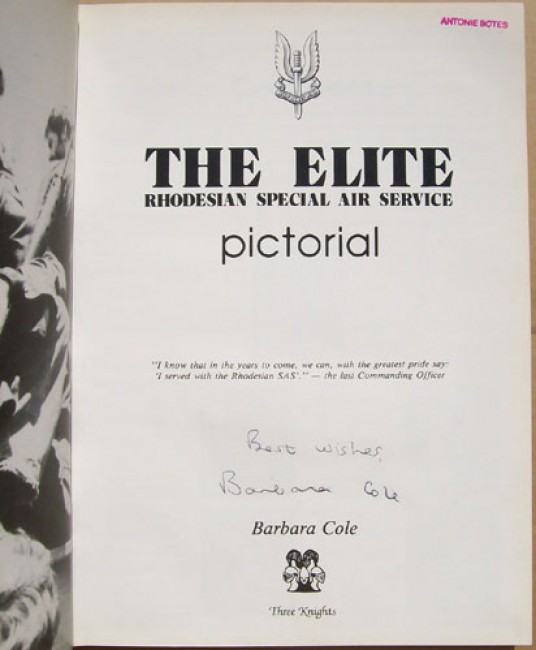 ANTONIE BOTES
THE ELITE
RHODESIAN SPECIAL AIR SERVICE
pictorial
"I know that in the years to come, we can, with the greatest pride say:
'I served with the Rhodesian SAS'." — the last Commanding Officer
Best wishes,
Barbara Cole
Barbara Cole
Three Knights